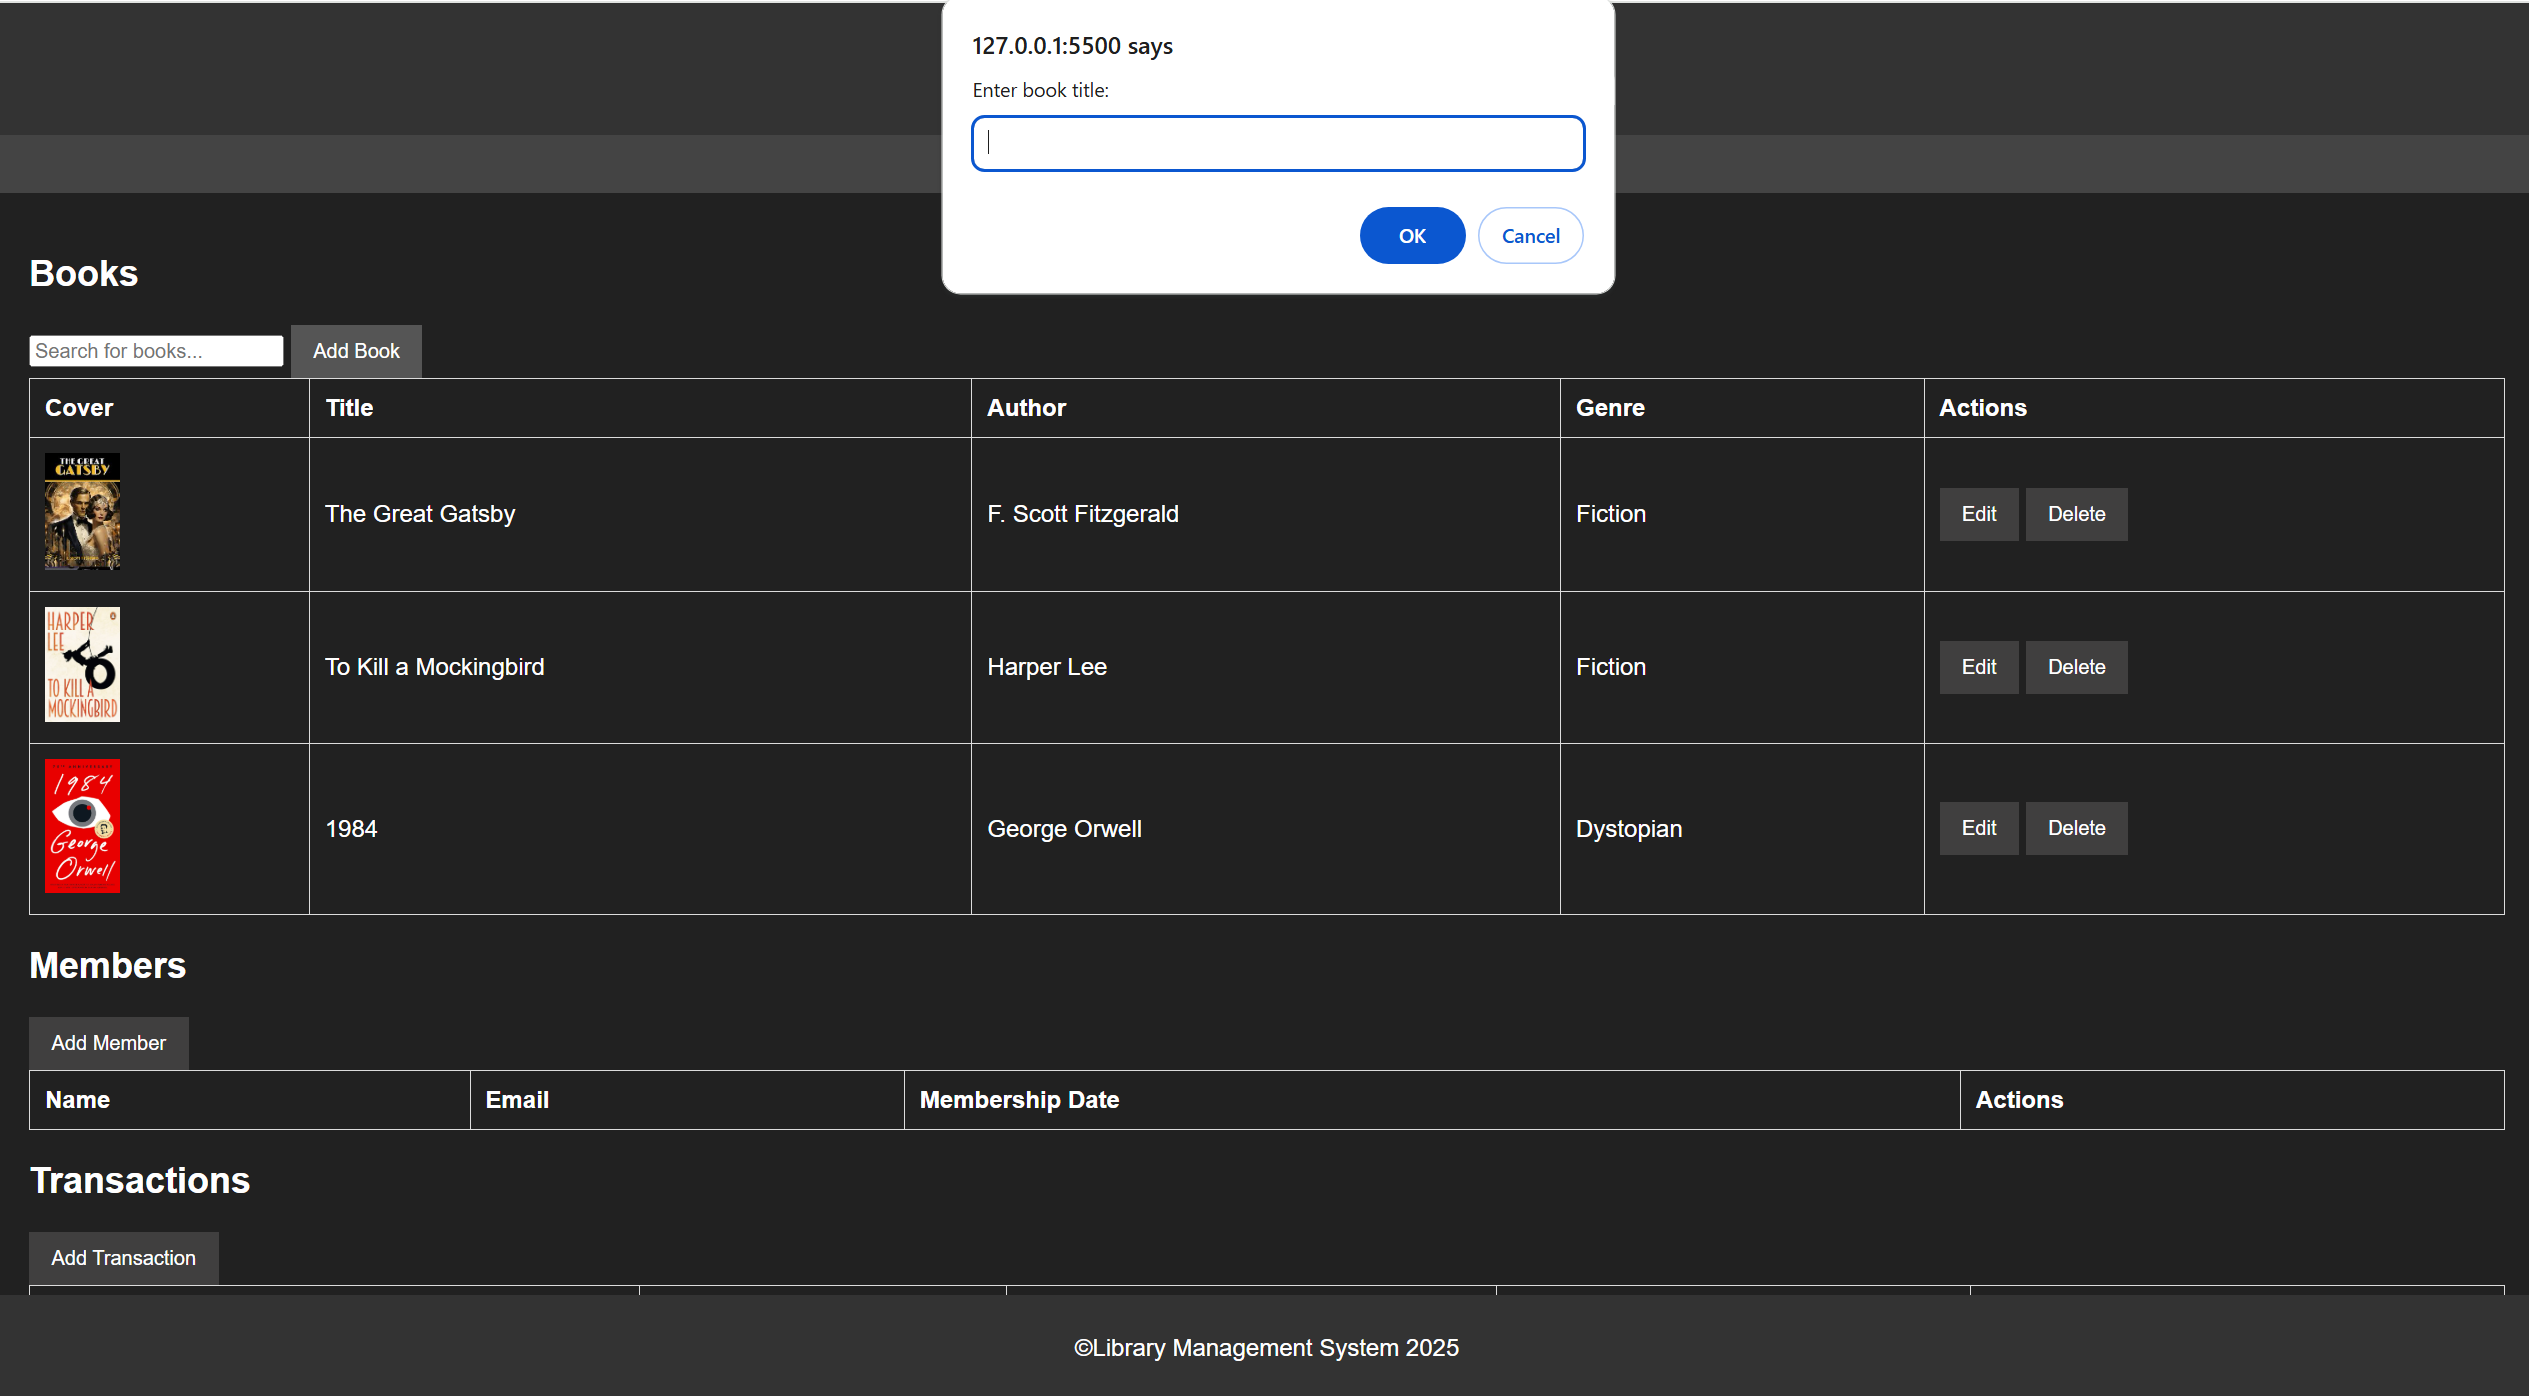 127.0.0.1:5500 says
Enter book title:
OK Cancel
Books
Search for books... Add Book
Cover Title Author Genre Actions
THE GREAT
GATSBY
The Great Gatsby F. Scott Fitzgerald Fiction Edit Delete
HARPER
LEE
TO KILL A
MOCKINGBIRD
To Kill a Mockingbird Harper Lee Fiction Edit Delete
1984
George
Orwell
1984 George Orwell Dystopian Edit Delete
Members
Add Member
Name Email Membership Date Actions
Transactions
Add Transaction
©Library Management System 2025